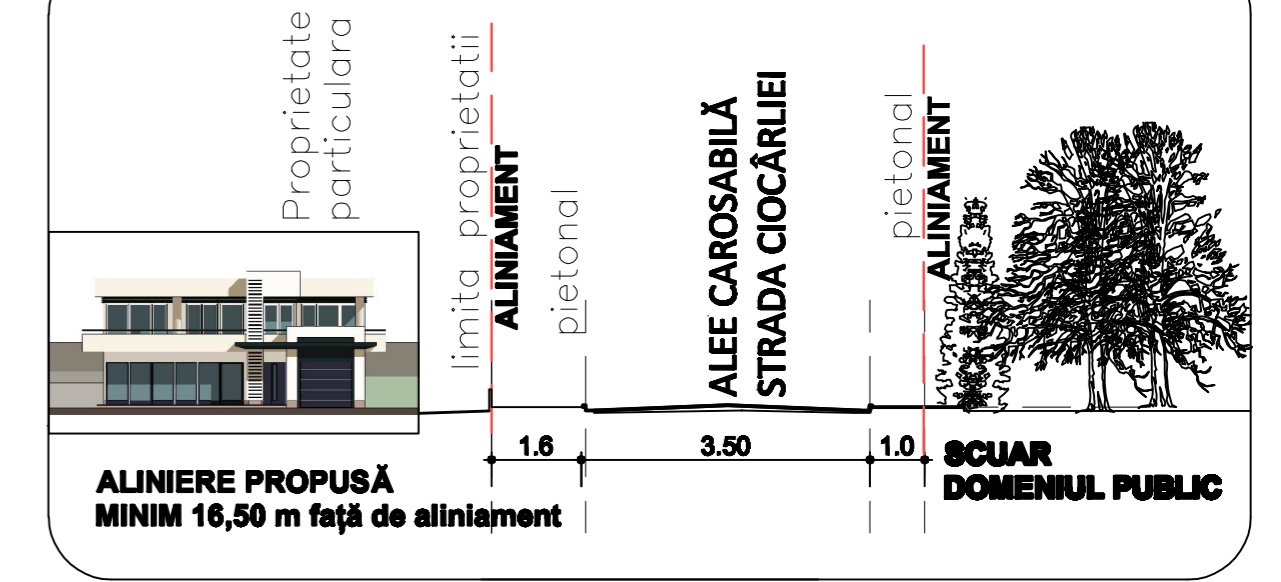 Proprietate
particulara
limita proprietatii
ALINIAMENT
pietonal
ALEE CAROSABILĂ
STRADA CIOCÂRLIEI
pietonal
ALINIAMENT
1.6
3.50
1.0
SCUAR
DOMENIUL PUBLIC
ALINIERE PROPUSĂ
MINIM 16,50 m față de aliniament